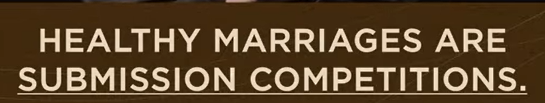 HEALTHY MARRIAGES ARE
SUBMISSION COMPETITIONS.